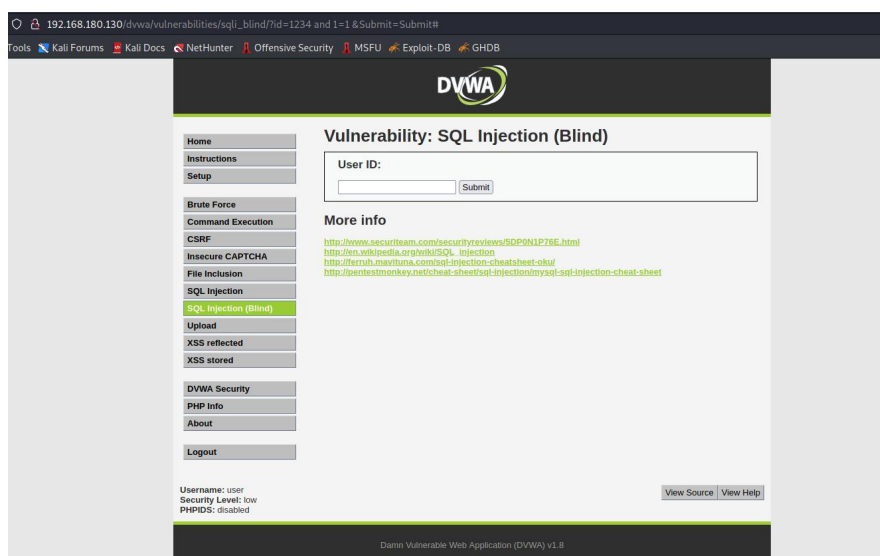 192.168.180.130/dvwa/vulnerabilities/sqli_blind/?id=1234 and 1=1 &Submit=Submit#
Tools Kali Forums Kali Docs NetHunter Offensive Security MSFU Exploit-DB GHDB
DVWA
Home
Instructions
Setup
Brute Force
Command Execution
CSRF
Insecure CAPTCHA
File Inclusion
SQL Injection
SQL Injection (Blind)
Upload
XSS reflected
XSS stored
DVWA Security
PHP Info
About
Logout
Vulnerability: SQL Injection (Blind)
User ID:
Submit
More info
http://www.securiteam.com/securityreviews/5DP0N1P76E.html
http://en.wikipedia.org/wiki/SQL_injection
http://ferruh.mavituna.com/sql-injection-cheatsheet-oku/
http://pentestmonkey.net/cheat-sheet/sql-injection/mysql-sql-injection-cheat-sheet
Username: user
Security Level: low
PHPIDS: disabled
View Source View Help
Damn Vulnerable Web Application (DVWA) v1.8